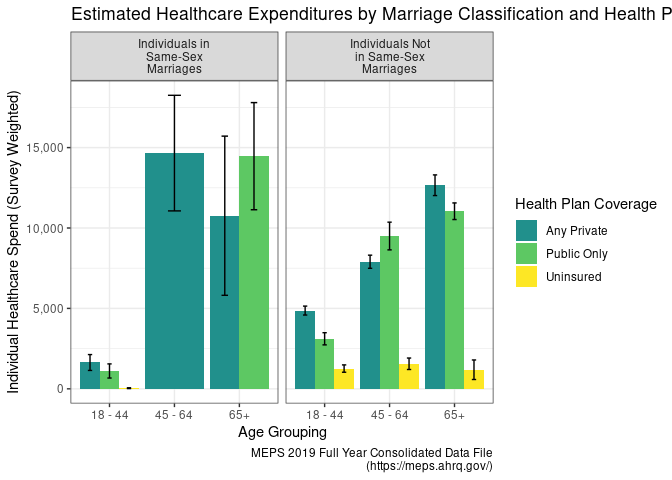 Estimated Healthcare Expenditures by Marriage Classification and Health P
Individuals in
Same-Sex
Marriages
Individuals Not
in Same-Sex
Marriages
Individual Healthcare Spend (Survey Weighted)
15,000
10,000
5,000
0
18 - 44
45 - 64
65+
18 - 44
45 - 64
65+
Age Grouping
Health Plan Coverage
Any Private
Public Only
Uninsured
MEPS 2019 Full Year Consolidated Data File
(https://meps.ahrq.gov/)